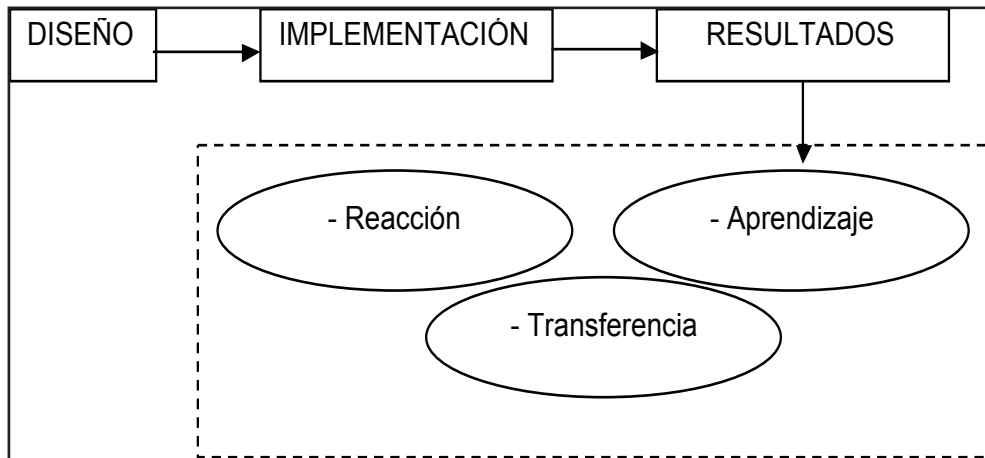 DISEÑO
IMPLEMENTACIÓN
RESULTADOS
- Reacción
- Aprendizaje
- Transferencia